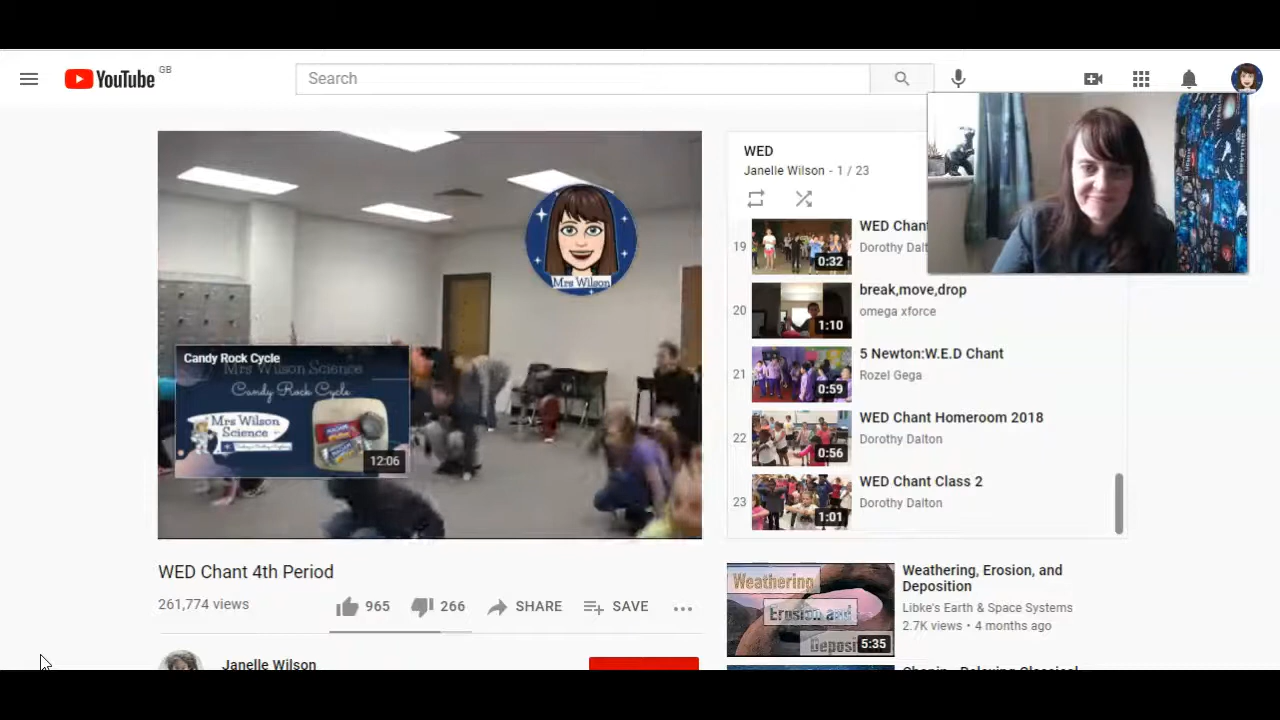 YouTube GB
Search
Mrs Wilson
Candy Rock Cycle
Mrs Wilson Science
Candy Rock Cycle
Mrs Wilson
Science
12:06
WED Chant 4th Period
261,774 views
965
266
SHARE
SAVE
Janelle Wilson
WED
Janelle Wilson - 1 / 23
19
0:32
WED Chant
Dorothy Dalt
20
1:10
break,move,drop
omega xforce
21
0:59
5 Newton:W.E.D Chant
Rozel Gega
22
0:56
WED Chant Homeroom 2018
Dorothy Dalton
23
1:01
WED Chant Class 2
Dorothy Dalton
Weathering
Erosion and
Deposi
5:35
Weathering, Erosion, and
Deposition
Libke's Earth & Space Systems
2.7K views • 4 months ago